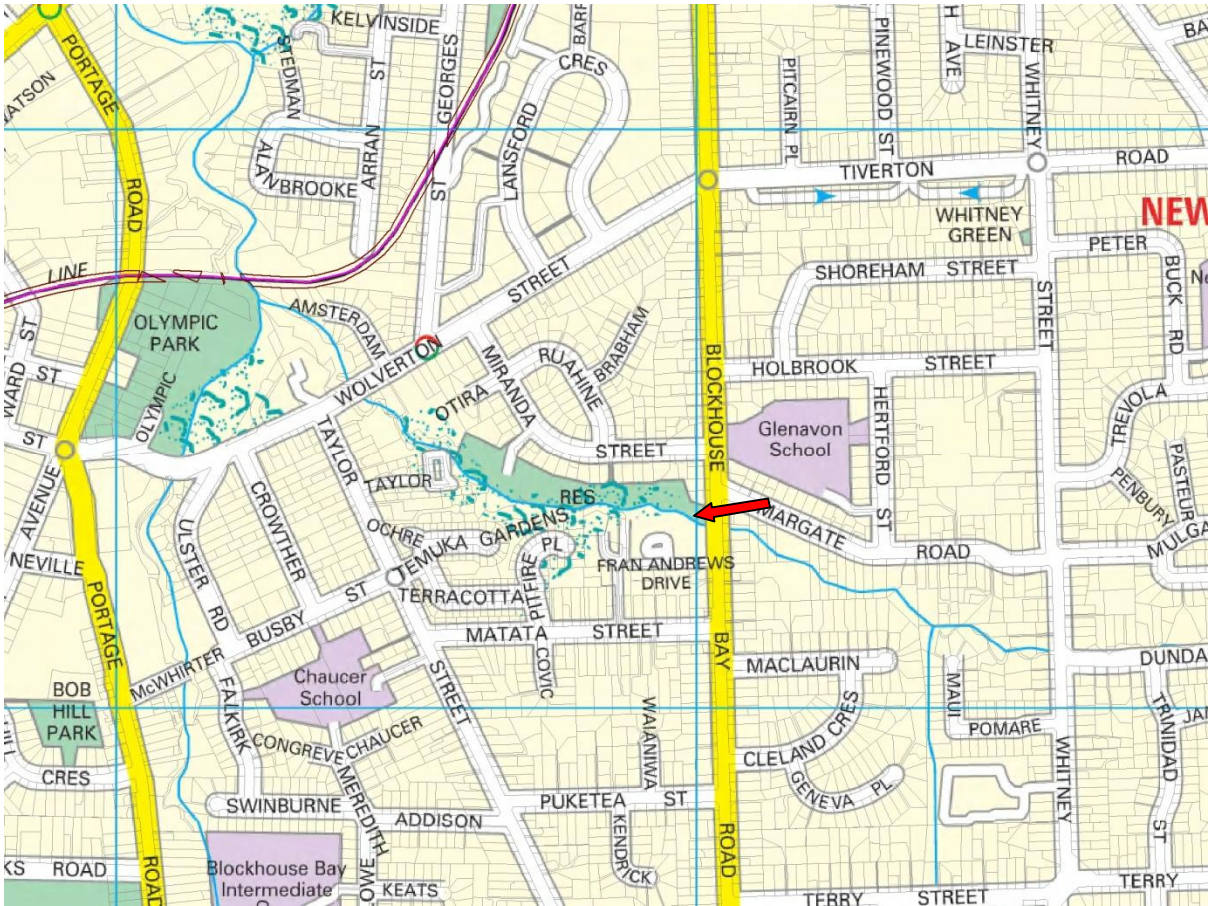 KELVINSIDE
PORTAGE
STEDMAN
ST
GEORGES
ST
CRES
PITCAIRN PL
PINEWOOD ST
AVE
LEINSTER
WHITNEY
WATSON
ROAD
ALANBROOKE
ARRAN
ST
LANSFORD
TIVERTON
ROAD
WHITNEY
GREEN
NEW
PETER
BUCK
RD
LINE
STREET
SHOREHAM STREET
STREET
OLYMPIC
PARK
AMSTERDAM
WARD ST
OLYMPIC
WOLVERTON
MIRANDA
RUAHINE
BRABHAM
OTIRA
BLOCKHOUSE
HOLBROOK STREET
HERTFORD
ST
TREVOLA
ST
TAYLOR
STREET
Glenavon
School
PENBURY
PASTEUR
AVENUE
CROWTHER
TAYLOR
RES
MARGATE
ROAD
MULGA
ULSTER
RD
OCHRE
TEMUKA GARDENS
PL
FRAN ANDREWS
DRIVE
NEVILLE
PORTAGE
BUSBY ST
TERRACOTTA
PITFIRE
MATATA STREET
BAY
McWHIRTER
COVIC
MACLAURIN
MAUI
DUNDA
BOB
HILL
PARK
FALKIRK
Chaucer
School
STREET
WAIANIWA
POMARE
TRINIDAD
ST
JAN
CONGREVE
CHAUCER
CLELAND CRES
WHITNEY
CRES
MEREDITH
GENEVA PL
SWINBURNE
ADDISON
PUKETEA ST
KENDRICK
ROAD
KS ROAD
ROAD
Blockhouse Bay
Intermediate
LOWE
KEATS
TERRY STREET
TERRY